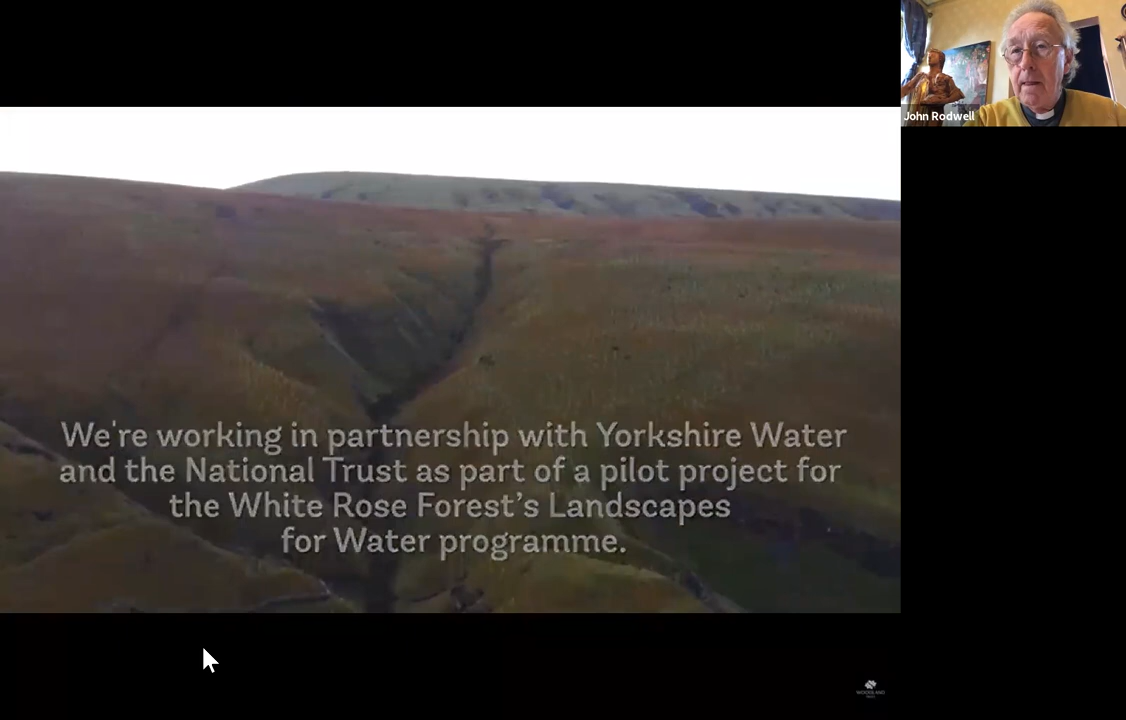 John Rodwell
We're working in partnership with Yorkshire Water
and the National Trust as part of a pilot project for
the White Rose Forest’s Landscapes
for Water programme.
WOODLAND